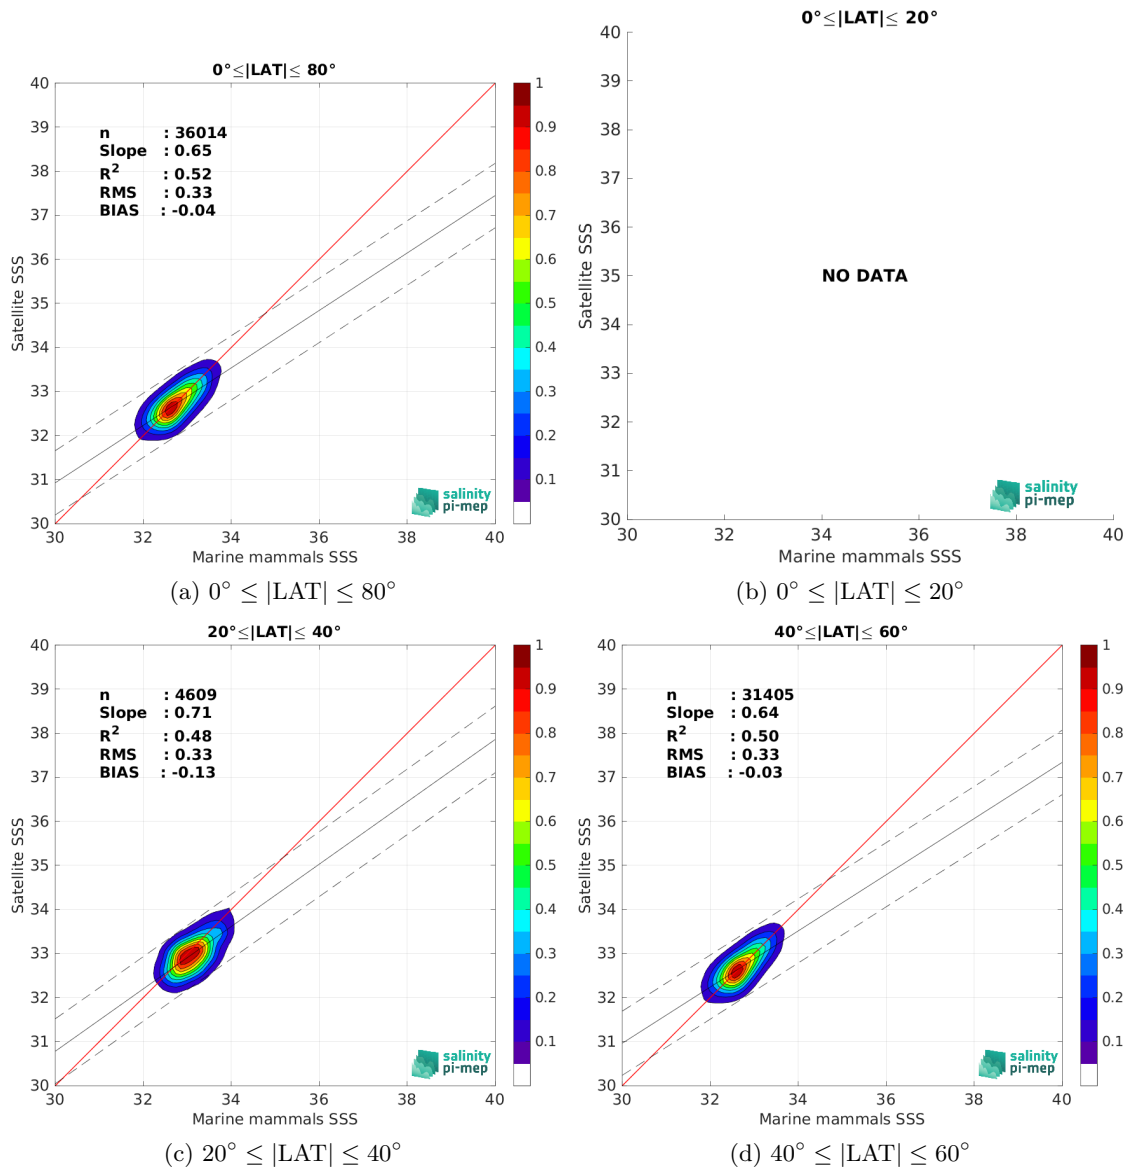 0°≤|LAT|≤ 80°
40
39
38
37
36
35
34
33
32
31
30
Satellite SSS
n : 36014
Slope : 0.65
R² : 0.52
RMS : 0.33
BIAS : -0.04
salinity
pi-mep
30 32 34 36 38 40
Marine mammals SSS
1
0.9
0.8
0.7
0.6
0.5
0.4
0.3
0.2
0.1
(a) 0° ≤ |LAT| ≤ 80°
0°≤|LAT|≤ 20°
40
39
38
37
36
35
34
33
32
31
30
Satellite SSS
NO DATA
salinity
pi-mep
30 32 34 36 38 40
Marine mammals SSS
(b) 0° ≤ |LAT| ≤ 20°
20°≤|LAT|≤ 40°
40
39
38
37
36
35
34
33
32
31
30
Satellite SSS
n : 4609
Slope : 0.71
R² : 0.48
RMS : 0.33
BIAS : -0.13
salinity
pi-mep
30 32 34 36 38 40
Marine mammals SSS
1
0.9
0.8
0.7
0.6
0.5
0.4
0.3
0.2
0.1
(c) 20° ≤ |LAT| ≤ 40°
40°≤|LAT|≤ 60°
40
39
38
37
36
35
34
33
32
31
30
Satellite SSS
n : 31405
Slope : 0.64
R² : 0.50
RMS : 0.33
BIAS : -0.03
salinity
pi-mep
30 32 34 36 38 40
Marine mammals SSS
1
0.9
0.8
0.7
0.6
0.5
0.4
0.3
0.2
0.1
(d) 40° ≤ |LAT| ≤ 60°